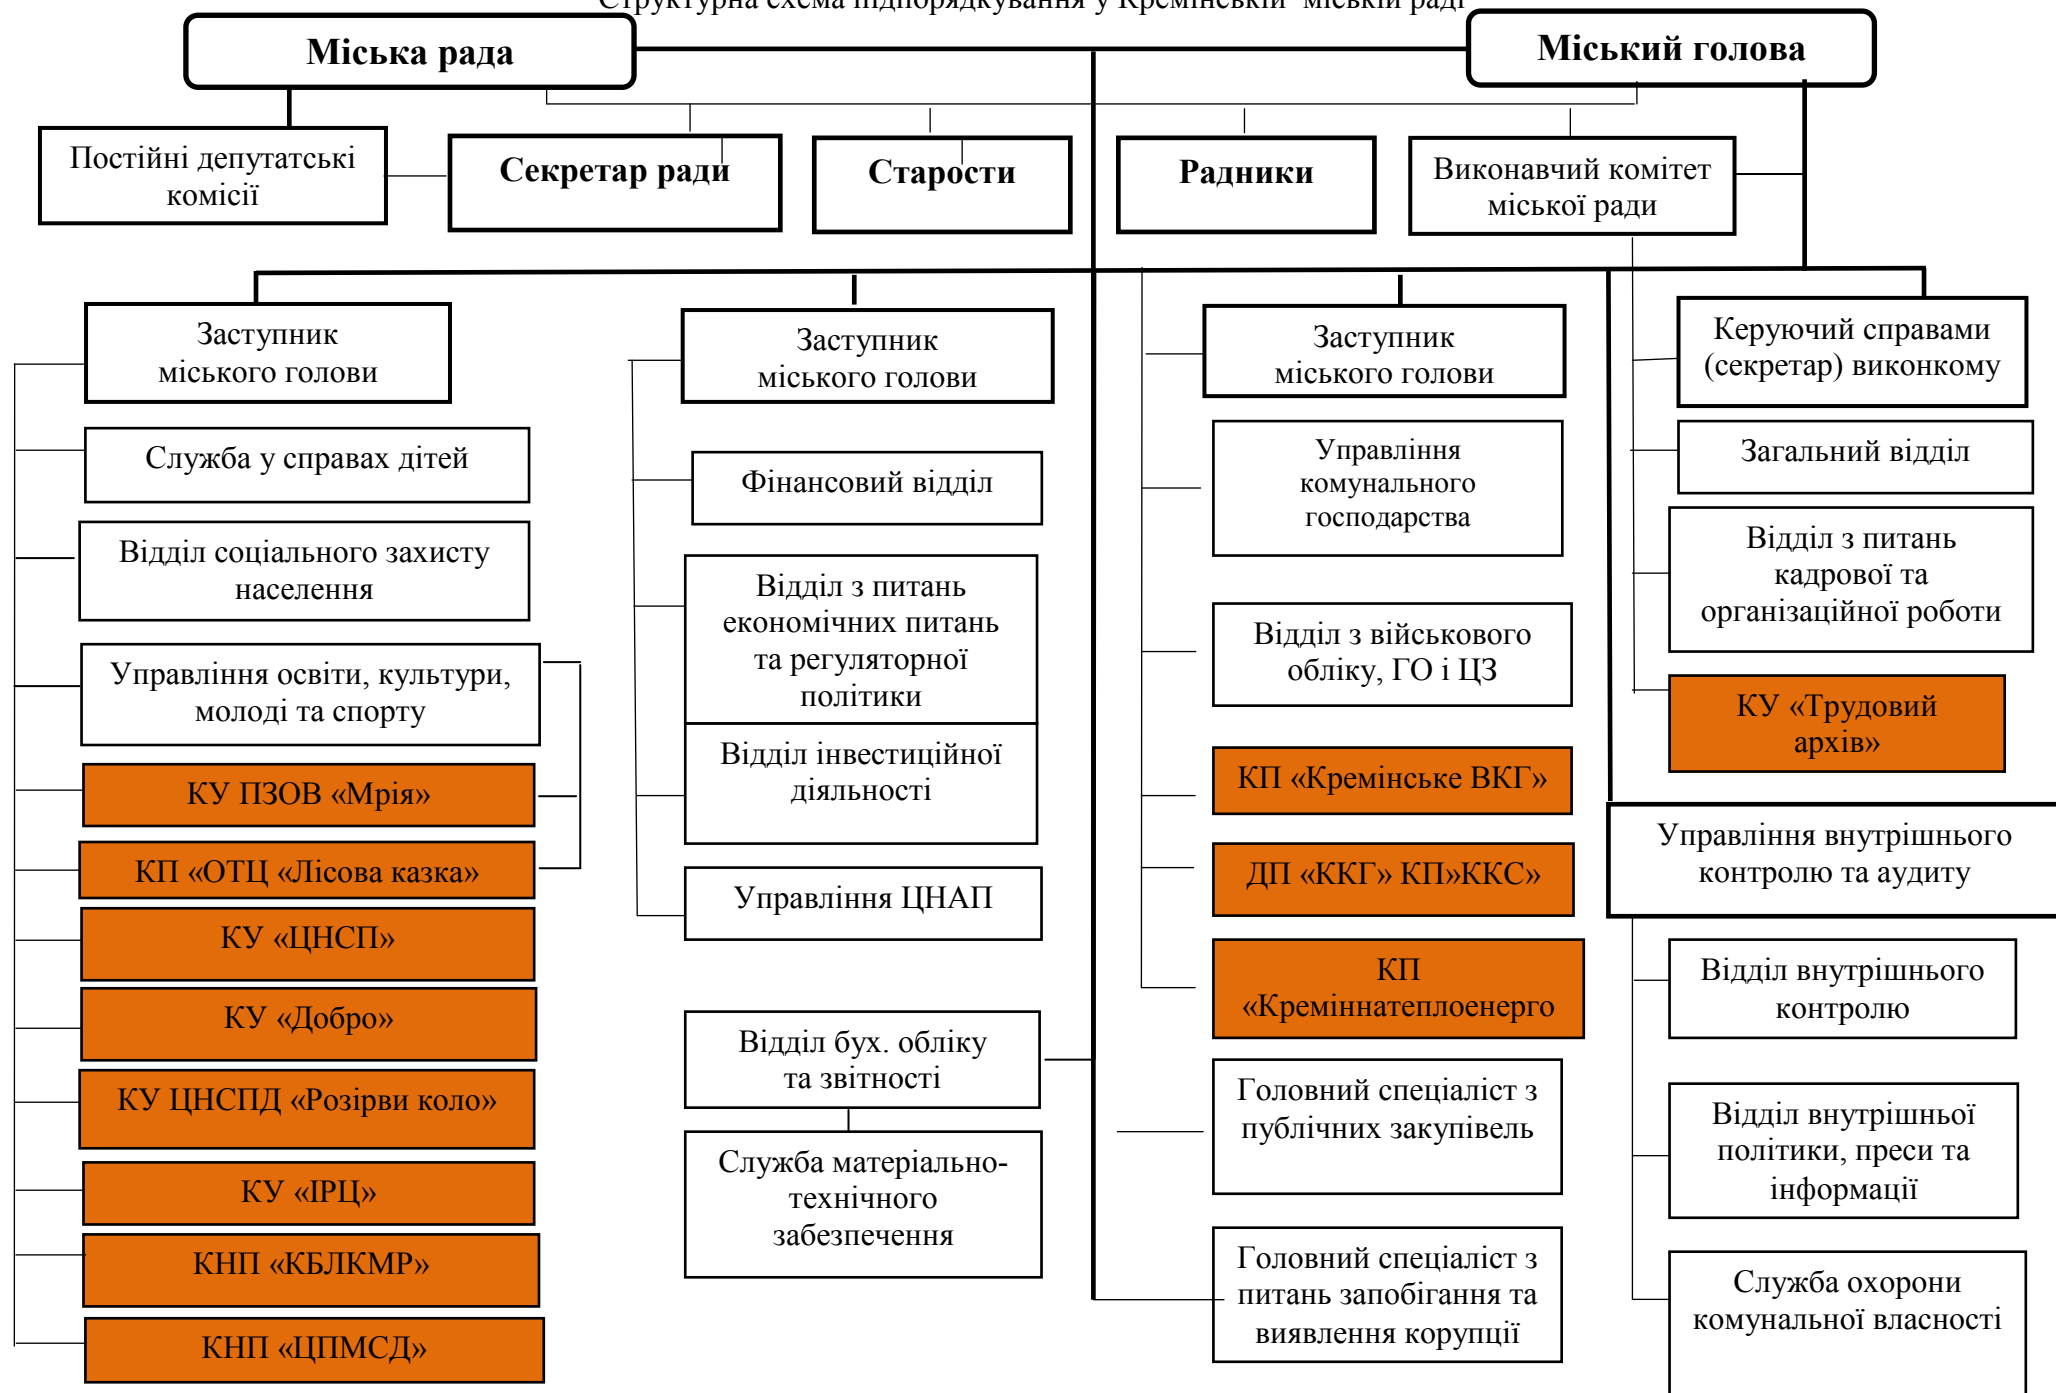 Структурна схема підпорядкування у Кремінській міській раді
Міська рада
Міський голова
Постійні депутатські
комісії
Секретар ради
Старости
Радники
Виконавчий комітет
міської ради
Заступник
міського голови
Служба у справах дітей
Відділ соціального захисту
населення
Управління освіти, культури,
молоді та спорту
КУ ПЗОВ «Мрія»
КП «ОТЦ «Лісова казка»
КУ «ЦНСП»
КУ «Добро»
КУ ЦНСПД «Розірви коло»
КУ «ІРЦ»
КНП «КБЛКМР»
КНП «ЦПМСД»
Заступник
міського голови
Фінансовий відділ
Відділ з питань
економічних питань
та регуляторної
політики
Відділ інвестиційної
діяльності
Управління ЦНАП
Відділ бух. обліку
та звітності
Служба матеріально-
технічного
забезпечення
Заступник
міського голови
Управління
комунального
господарства
Відділ з військового
обліку, ГО і ЦЗ
КП «Кремінське ВКГ»
ДП «ККГ» КП»ККС»
КП
«Креміннатеплоенерго
Головний спеціаліст з
публічних закупівель
Головний спеціаліст з
питань запобігання та
виявлення корупції
Керуючий справами
(секретар) виконкому
Загальний відділ
Відділ з питань
кадрової та
організаційної роботи
КУ «Трудовий
архів»
Управління внутрішнього
контролю та аудиту
Відділ внутрішнього
контролю
Відділ внутрішньої
політики, преси та
інформації
Служба охорони
комунальної власності